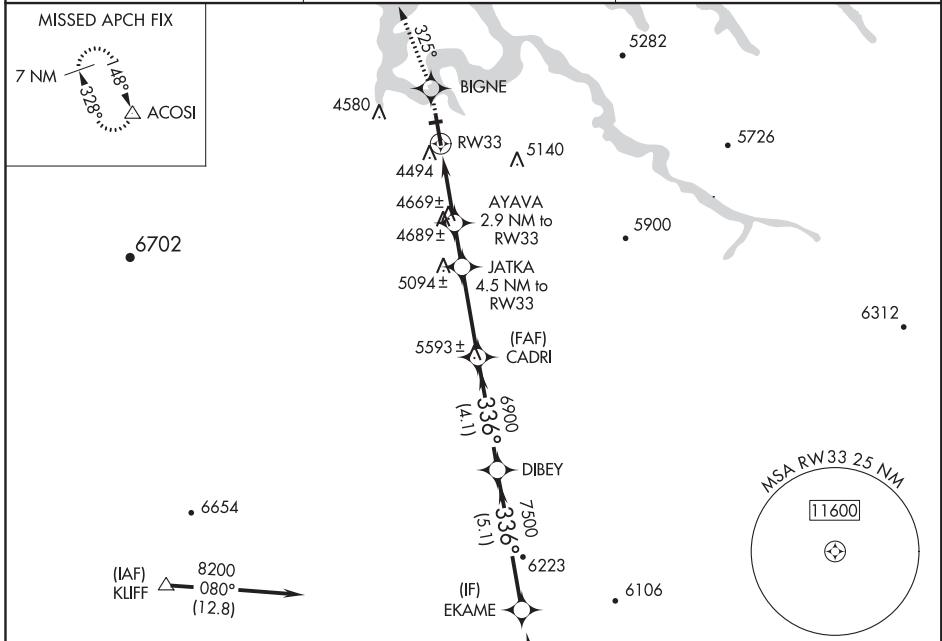 MISSED APCH FIX
7 NM
148°
328°
ACOSI
325°
BIGNE
5282
4580
RW33
5140
5726
4494
4669±
AYAVA
2.9 NM to
RW33
4689±
5900
6702
JATKA
4.5 NM to
RW33
5094±
6312
(FAF)
CADRI
5593±
6900
336°
(4.1)
DIBEY
7500
336°
(5.1)
6654
6223
(IAF)
KLIFF
8200
080°
(12.8)
(IF)
EKAME
6106
MSA RW33 25 NM
11600